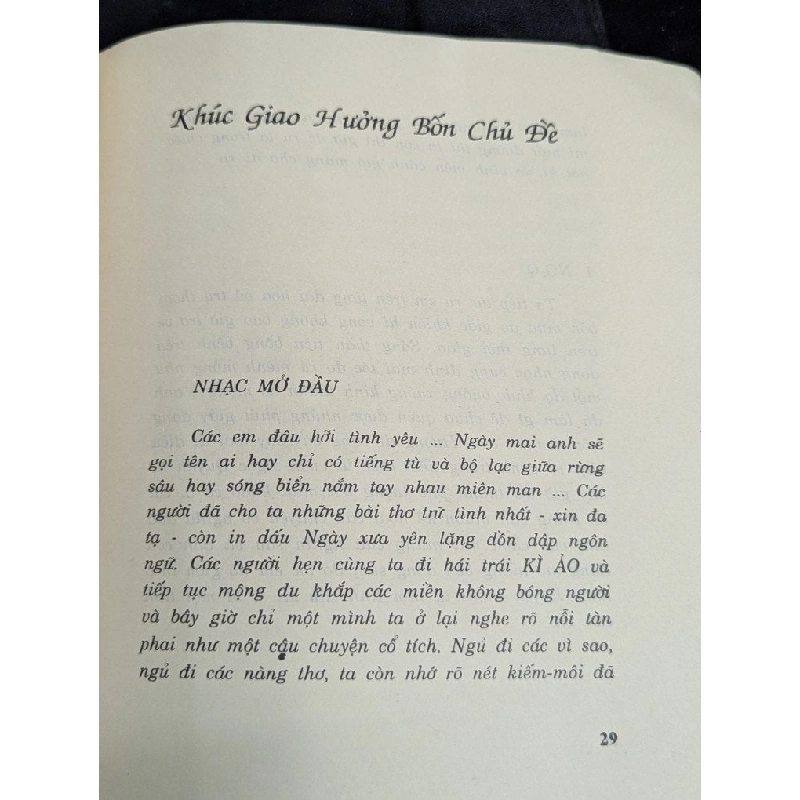 Khúc Giao Hưởng Bốn Chủ Đề
NHẠC MỞ ĐẦU
Các em đâu hỡi tình yêu ... Ngày mai anh sẽ
gọi tên ai hay chỉ có tiếng tù và bộ lạc giữa rừng
sâu hay sóng biển nắm tay nhau miên man ... Các
người đã cho ta những bài thơ trữ tình nhất - xin đa
tạ - còn in dấu Ngày xưa yên lặng dồn dập ngôn
ngữ. Các người hẹn cùng ta đi hái trái KÌ ẢO và
tiếp tục mộng du khắp các miền không bóng người
và bây giờ chỉ một mình ta ở lại nghe rõ nỗi tàn
phai như một câu chuyện cổ tích. Ngủ đi các vì sao,
ngủ đi các nàng thơ, ta còn nhớ rõ nét kiếm-môi đã
29